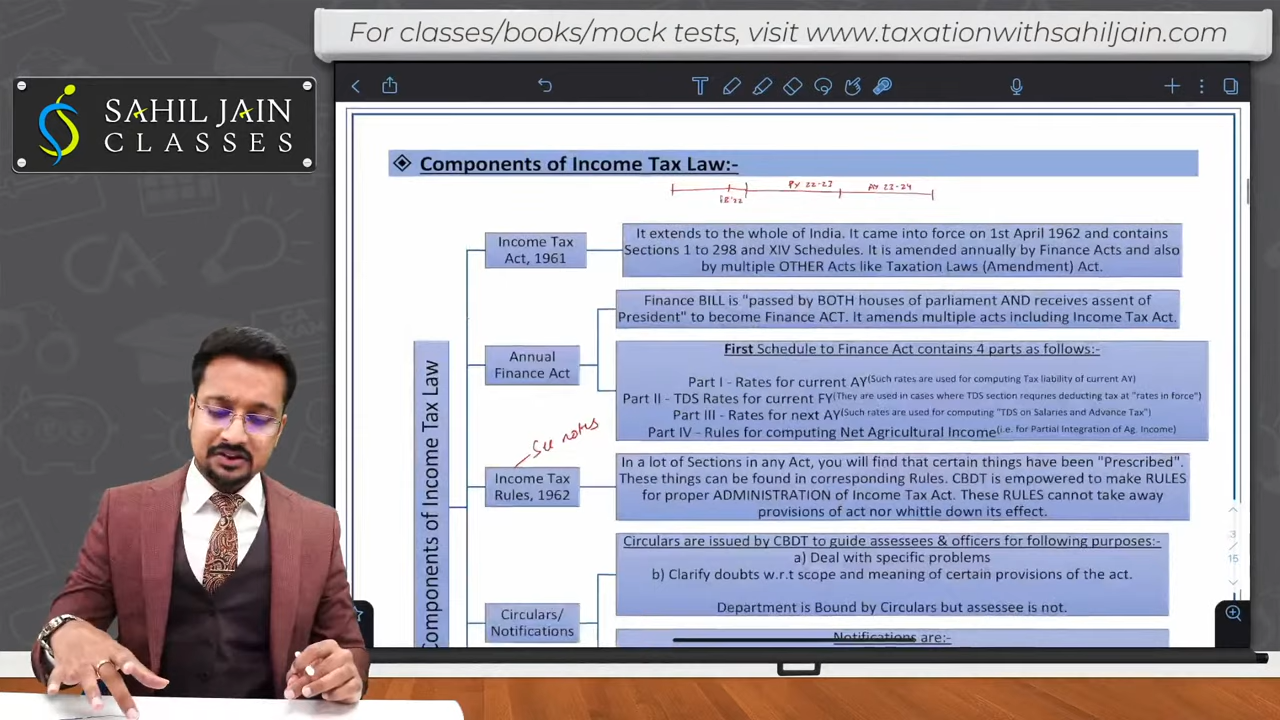 For classes/books/mock tests, visit www.taxationwithsahiljain.com
SAHIL JAIN
CLASSES
Components of Income Tax Law:-
PY 22-23
AY 23-24
Components of Income Tax Law
Income Tax
Act, 1961
It extends to the whole of India. It came into force on 1st April 1962 and contains
Sections 1 to 298 and XIV Schedules. It is amended annually by Finance Acts and also
by multiple OTHER Acts like Taxation Laws (Amendment) Act.
Annual
Finance Act
Finance BILL is "passed by BOTH houses of parliament AND receives assent of
President" to become Finance ACT. It amends multiple acts including Income Tax Act.
First Schedule to Finance Act contains 4 parts as follows:-
Part I - Rates for current AY(Such rates are used for computing Tax liability of current AY)
Part II - TDS Rates for current FY(They are used in cases where TDS section requries deducting tax at "rates in force")
Part III - Rates for next AY(Such rates are used for computing "TDS on Salaries and Advance Tax")
Part IV - Rules for computing Net Agricultural Income(i.e. for Partial Integration of Ag. Income)
See notes
Income Tax
Rules, 1962
In a lot of Sections in any Act, you will find that certain things have been "Prescribed".
These things can be found in corresponding Rules. CBDT is empowered to make RULES
for proper ADMINISTRATION of Income Tax Act. These RULES cannot take away
provisions of act nor whittle down its effect.
Circulars/
Notifications
Circulars are issued by CBDT to guide assessees & officers for following purposes:-
a) Deal with specific problems
b) Clarify doubts w.r.t scope and meaning of certain provisions of the act.
Department is Bound by Circulars but assessee is not.
Notifications are:-
3
/
15